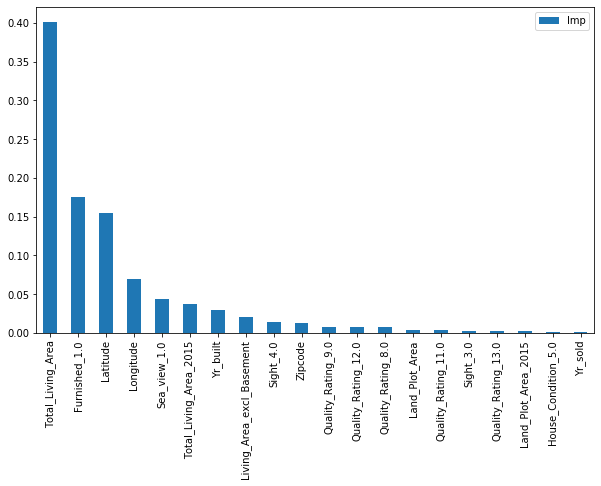 Imp
0.40
0.35
0.30
0.25
0.20
0.15
0.10
0.05
0.00
Total_Living_Area
Furnished_1.0
Latitude
Longitude
Sea_view_1.0
Total_Living_Area_2015
Yr_built
Living_Area_excl_Basement
Sight_4.0
Zipcode
Quality_Rating_9.0
Quality_Rating_12.0
Quality_Rating_8.0
Land_Plot_Area
Quality_Rating_11.0
Sight_3.0
Quality_Rating_13.0
Land_Plot_Area_2015
House_Condition_5.0
Yr_sold